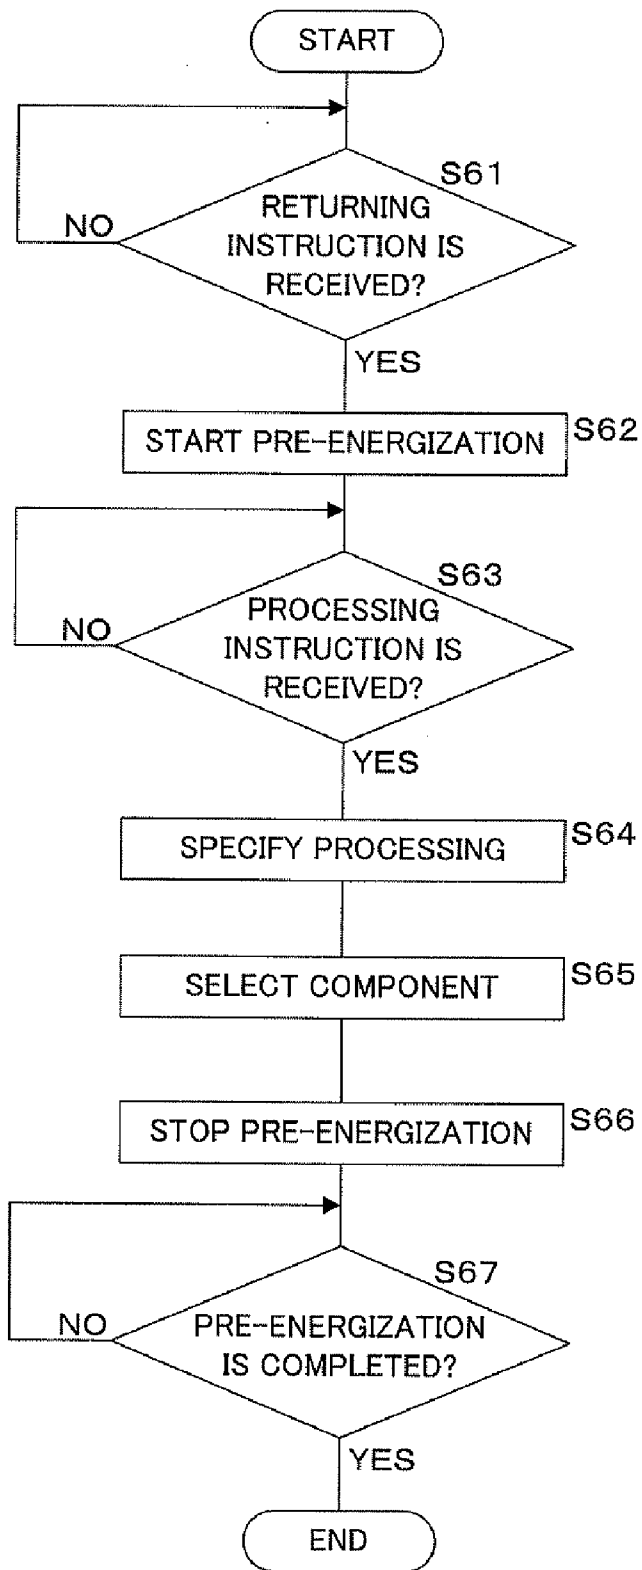 START
S61
RETURNING
INSTRUCTION IS
RECEIVED?
NO
YES
START PRE-ENERGIZATION
S62
S63
PROCESSING
INSTRUCTION IS
RECEIVED?
NO
YES
SPECIFY PROCESSING
S64
SELECT COMPONENT
S65
STOP PRE-ENERGIZATION
S66
S67
PRE-ENERGIZATION
IS COMPLETED?
NO
YES
END